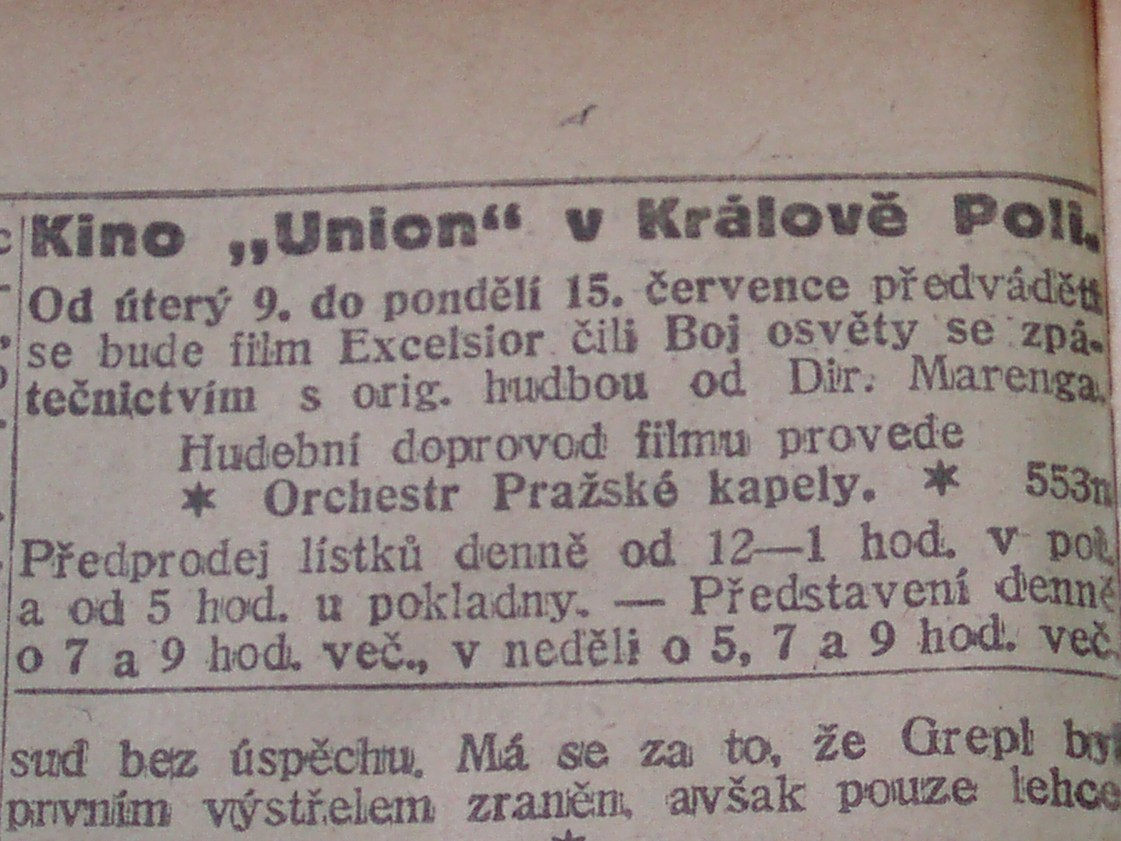 Kino „Union“ v Králově Poli.
Od úterý 9. do pondělí 15. července předváděti
se bude film Excelsior čili Boj osvěty se zpá-
tečnictvím s orig. hudbou od Dir. Marenga.
Hudební doprovod filmu provede
* Orchestr Pražské kapely. * 553n
Předprodej lístků denně od 12—1 hod. v pol.
a od 5 hod. u pokladny. — Představení denně
o 7 a 9 hod. več., v neděli o 5, 7 a 9 hod. več.
sud bez úspěchu. Má se za to, že Grepl byl
prvním výstřelem zraněn, avšak pouze lehce
*